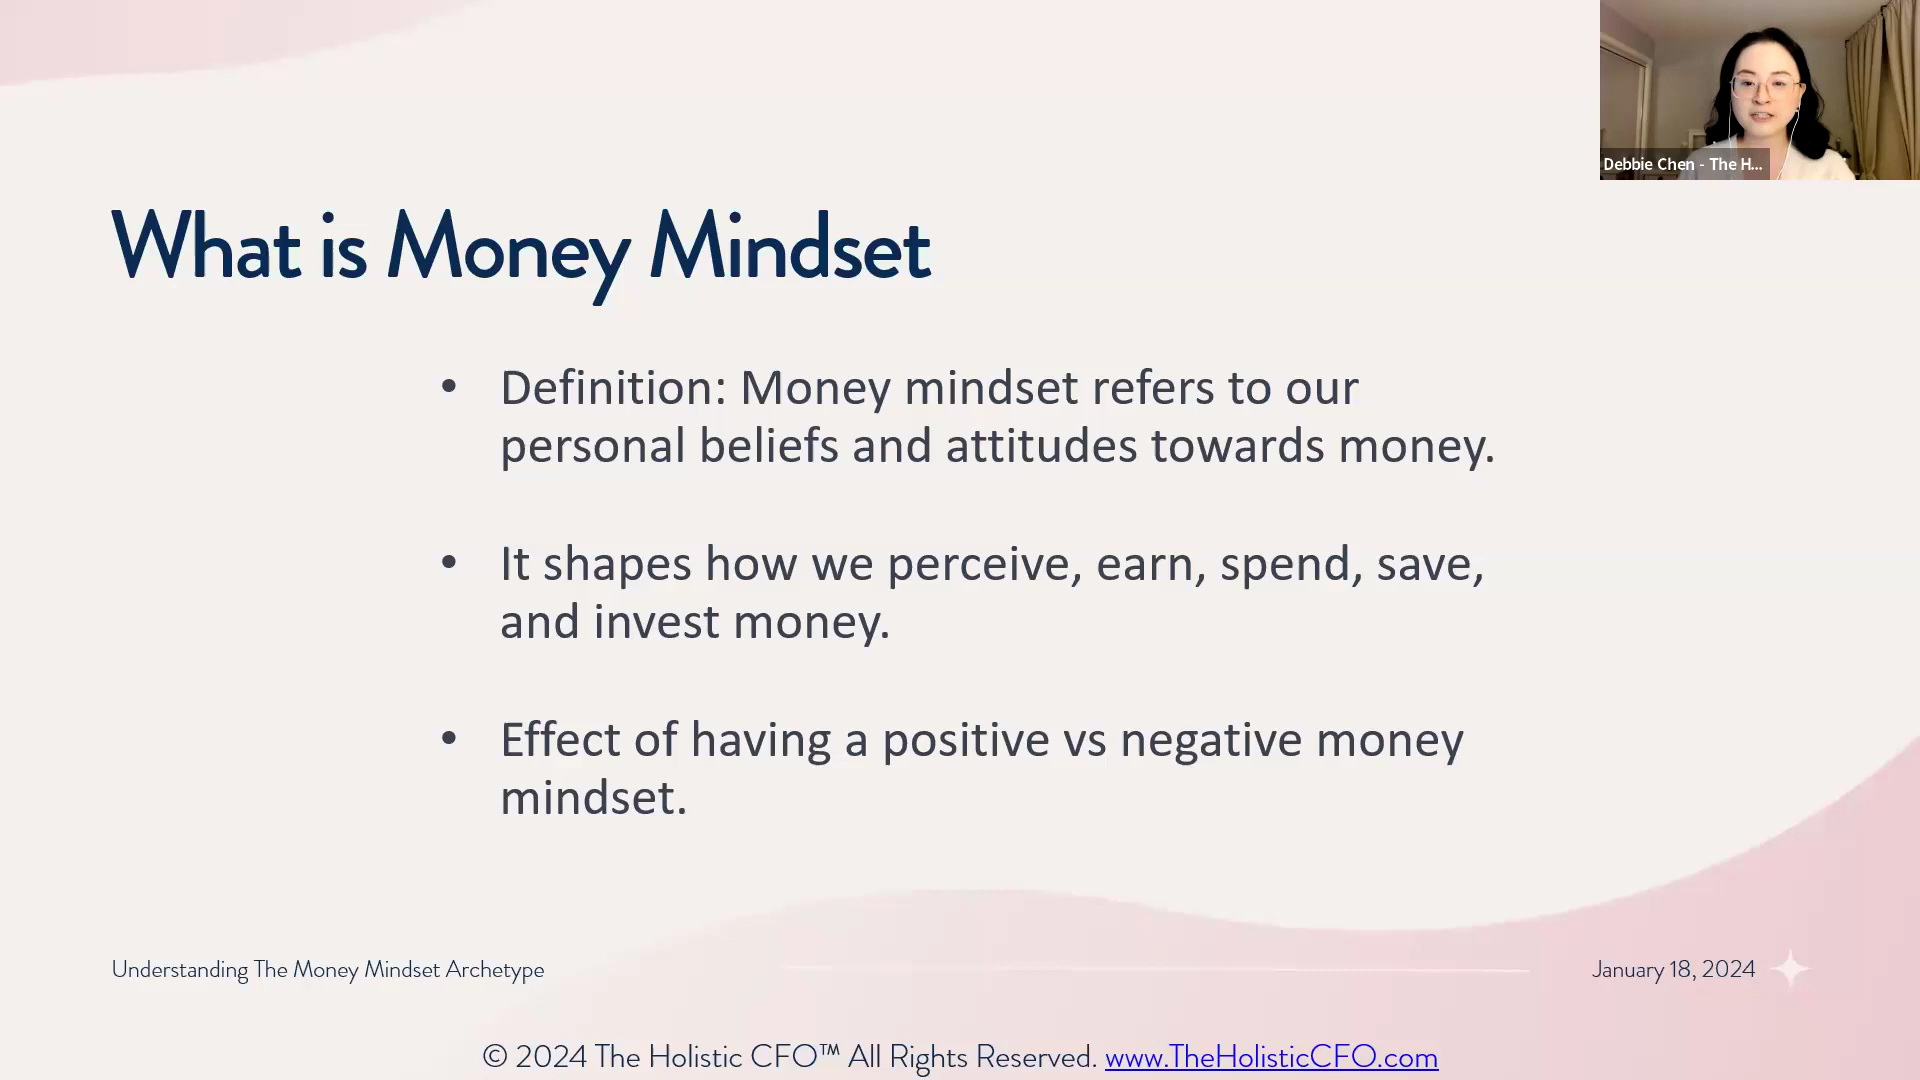 Debbie Chen - The H...
What is Money Mindset
• Definition: Money mindset refers to our
personal beliefs and attitudes towards money.
• It shapes how we perceive, earn, spend, save,
and invest money.
• Effect of having a positive vs negative money
mindset.
Understanding The Money Mindset Archetype
January 18, 2024
© 2024 The Holistic CFO™ All Rights Reserved. www.TheHolisticCFO.com